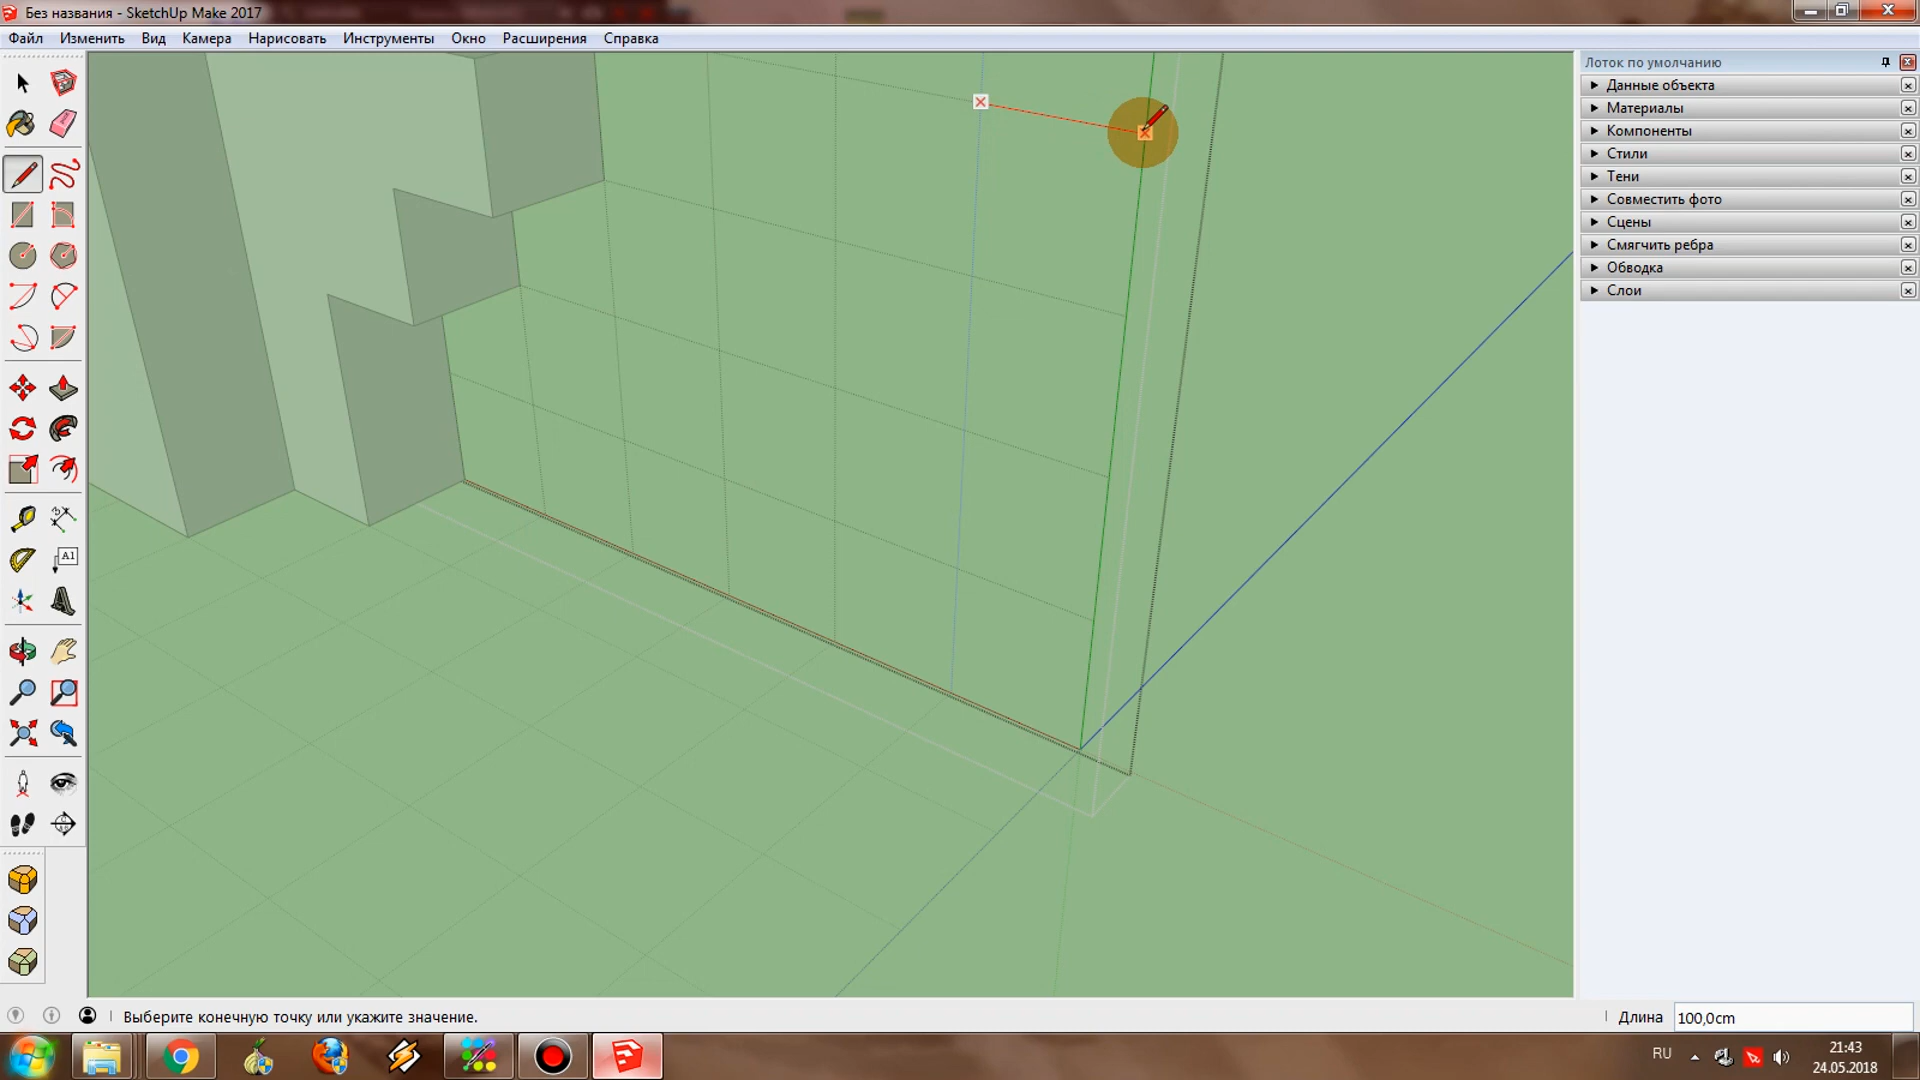 Без названия - SketchUp Make 2017
Файл Изменить Вид Камера Нарисовать Инструменты Окно Расширения Справка
Лоток по умолчанию
Данные объекта
Материалы
Компоненты
Стили
Тени
Совместить фото
Сцены
Смягчить ребра
Обводка
Слои
A1
Выберите конечную точку или укажите значение.
Длина 100,0cm
RU
21:43
24.05.2018